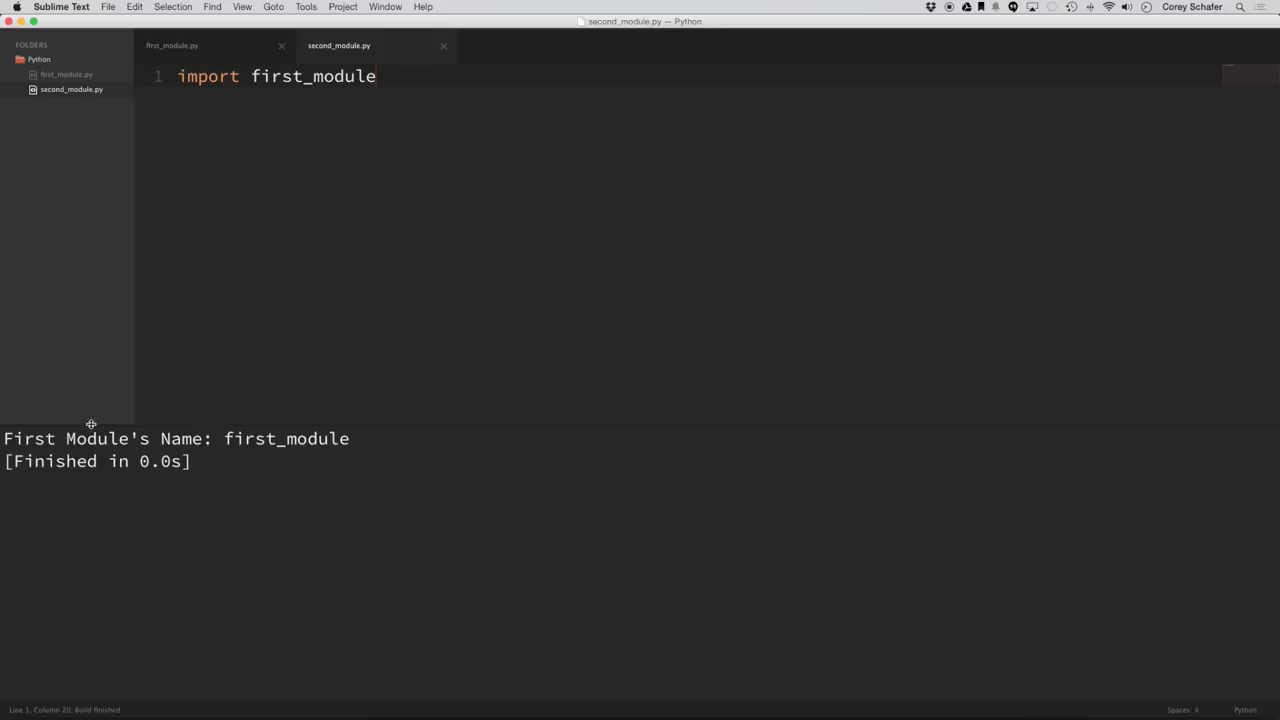 Sublime Text File Edit Selection Find View Goto Tools Project Window Help Corey Schafer
second_module.py — Python
FOLDERS
Python
first_module.py
second_module.py
first_module.py second_module.py
1 import first_module
First Module's Name: first_module
[Finished in 0.0s]
Line 1, Column 20; Build finished Spaces: 4 Python